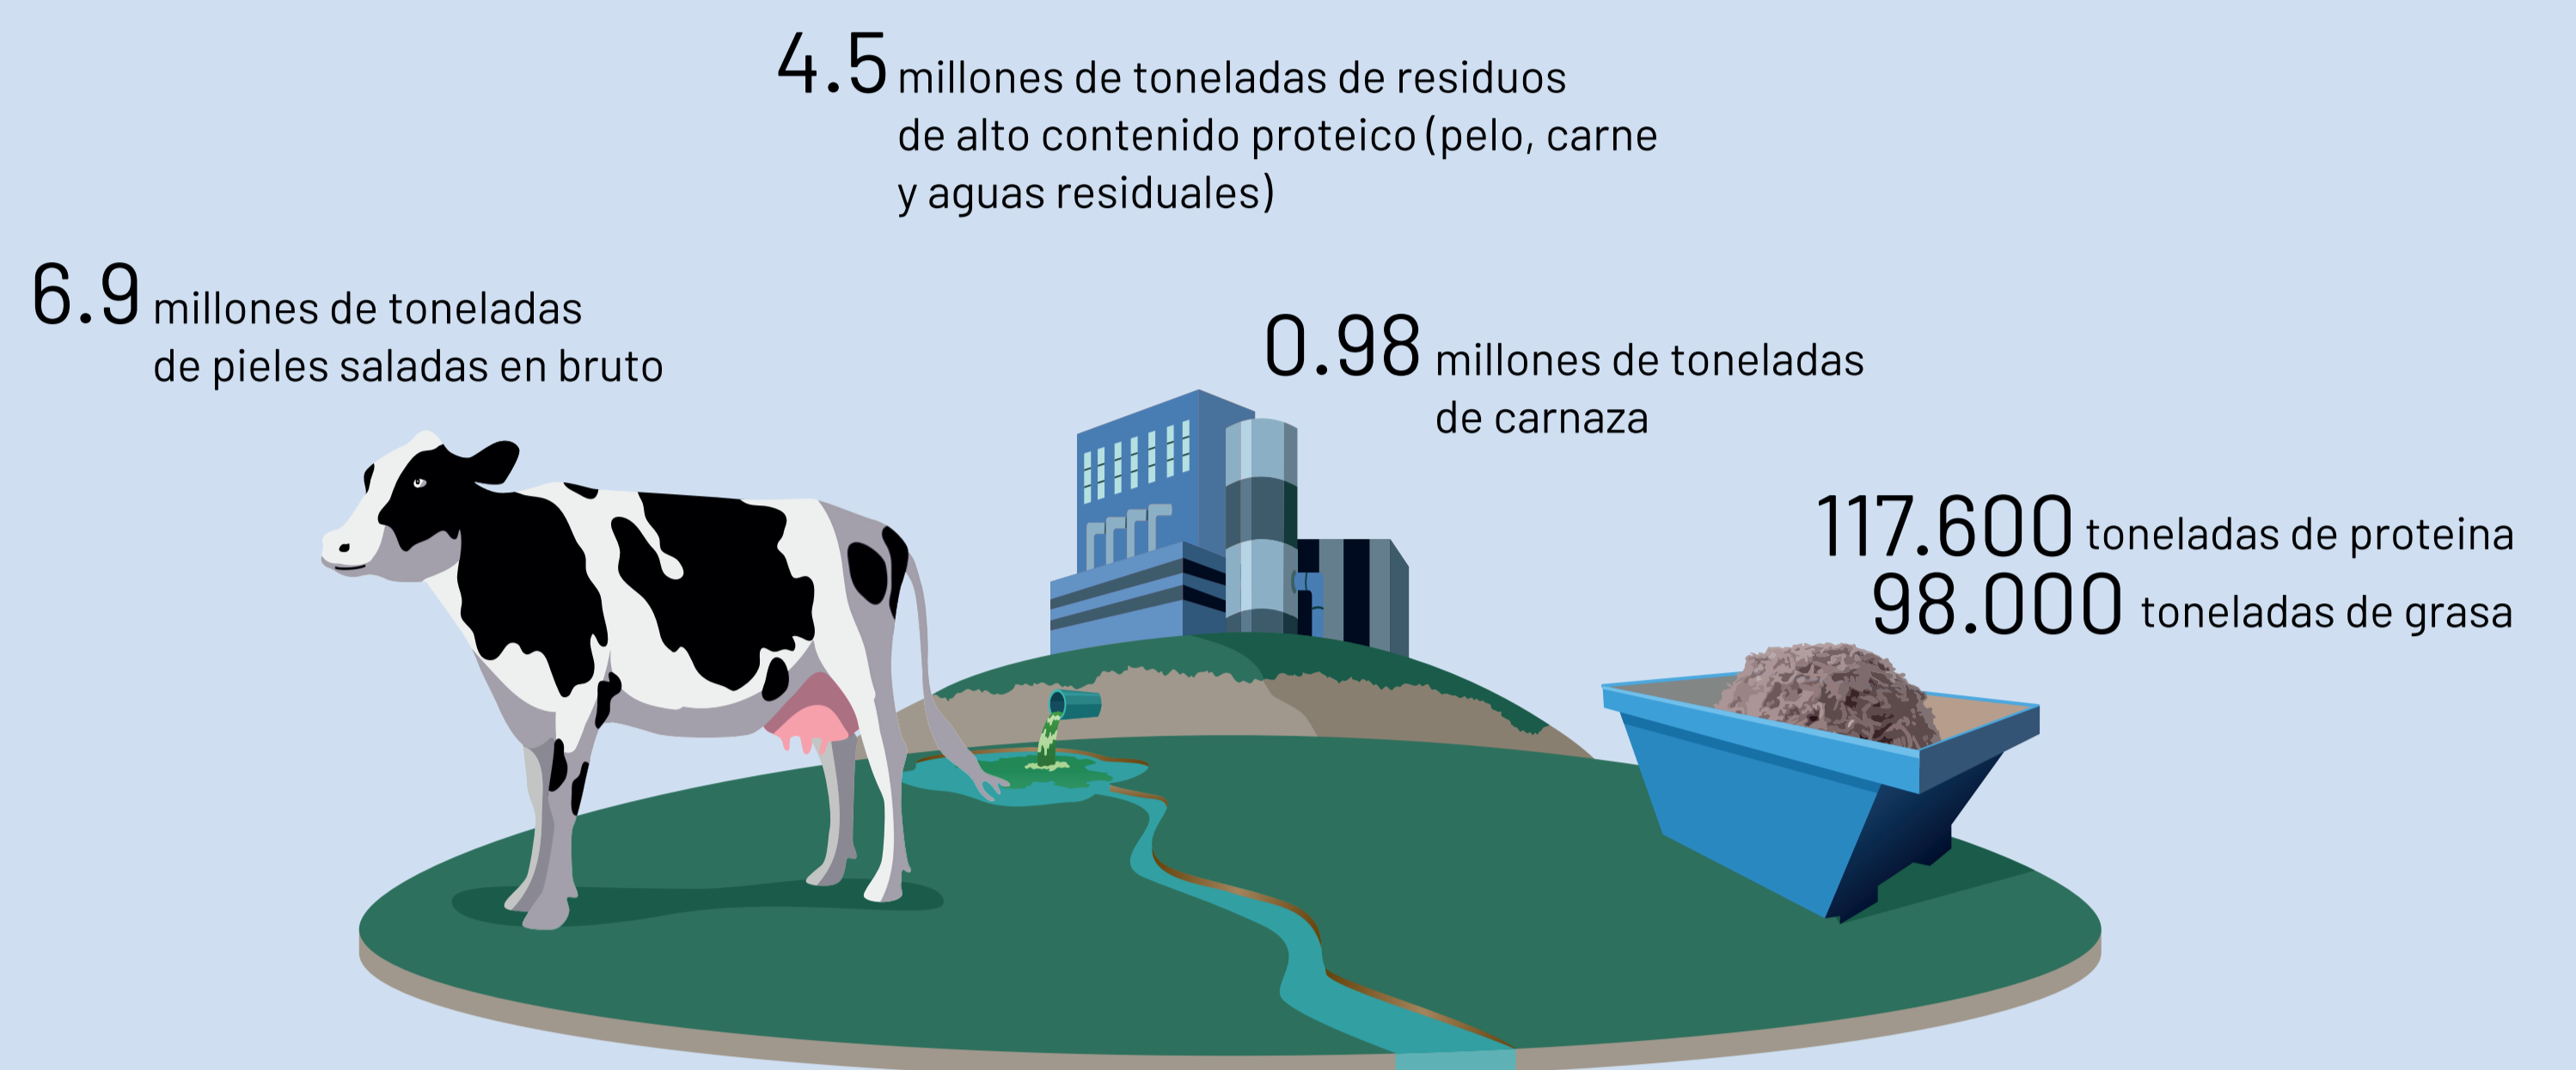 4.5 millones de toneladas de residuos
de alto contenido proteico (pelo, carne
y aguas residuales)
6.9 millones de toneladas
de pieles saladas en bruto
0.98 millones de toneladas
de carnaza
117.600 toneladas de proteina
98.000 toneladas de grasa